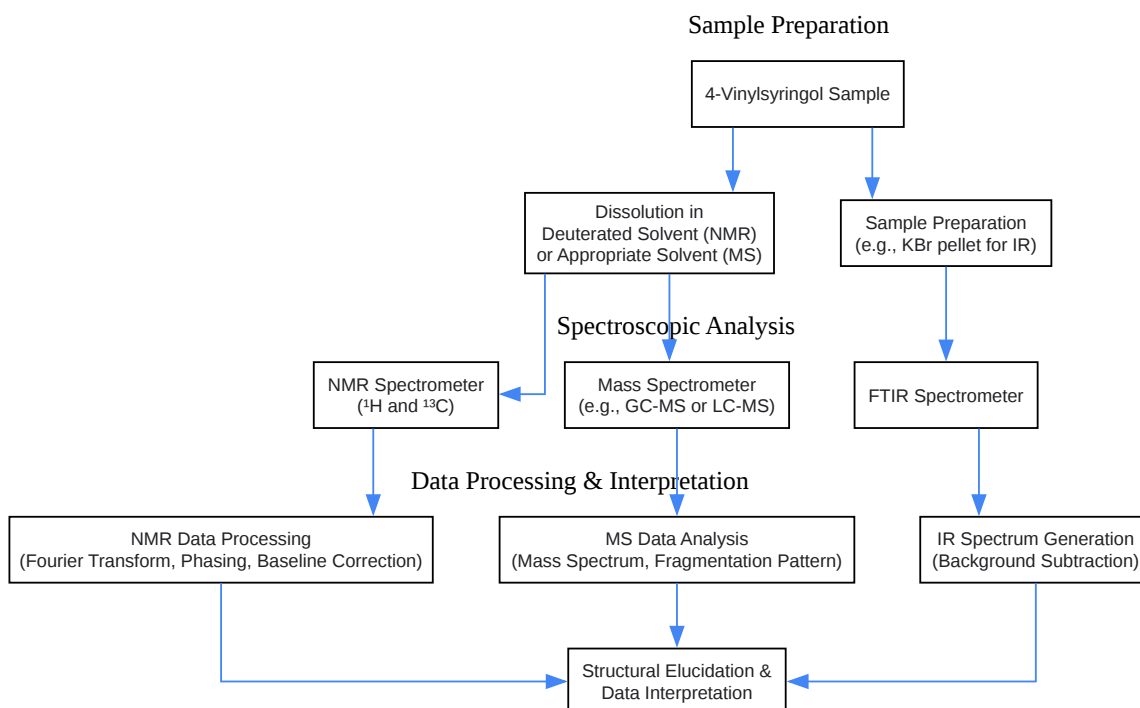 Sample Preparation
4-Vinylsyringol Sample
Dissolution in
Deuterated Solvent (NMR)
or Appropriate Solvent (MS)
Sample Preparation
(e.g., KBr pellet for IR)
Spectroscopic Analysis
NMR Spectrometer
(¹H and ¹³C)
Mass Spectrometer
(e.g., GC-MS or LC-MS)
FTIR Spectrometer
Data Processing & Interpretation
NMR Data Processing
(Fourier Transform, Phasing, Baseline Correction)
MS Data Analysis
(Mass Spectrum, Fragmentation Pattern)
IR Spectrum Generation
(Background Subtraction)
Structural Elucidation &
Data Interpretation